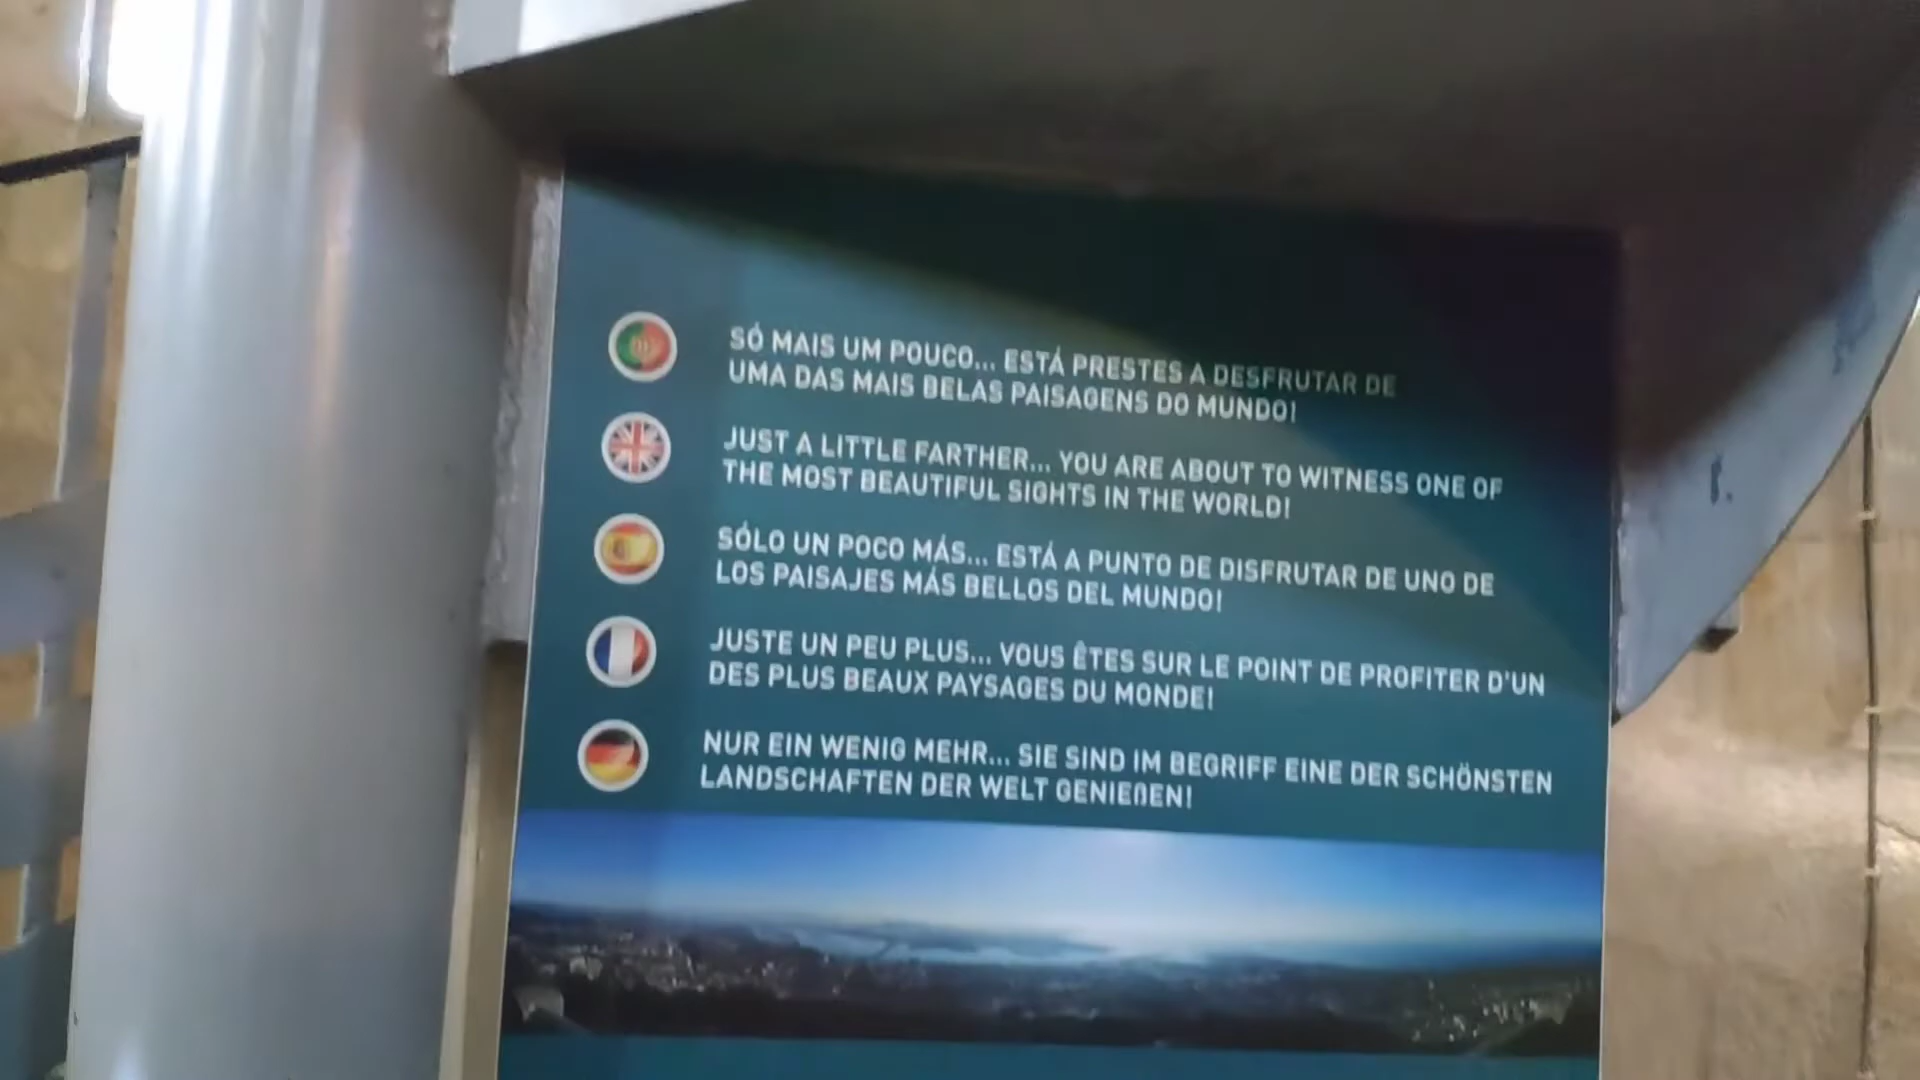 SÓ MAIS UM POUCO... ESTÁ PRESTES A DESFRUTAR DE
UMA DAS MAIS BELAS PAISAGENS DO MUNDO!
JUST A LITTLE FARTHER... YOU ARE ABOUT TO WITNESS ONE OF
THE MOST BEAUTIFUL SIGHTS IN THE WORLD!
SÓLO UN POCO MÁS... ESTÁ A PUNTO DE DISFRUTAR DE UNO DE
LOS PAISAJES MÁS BELLOS DEL MUNDO!
JUSTE UN PEU PLUS... VOUS ÊTES SUR LE POINT DE PROFITER D'UN
DES PLUS BEAUX PAYSAGES DU MONDE!
NUR EIN WENIG MEHR... SIE SIND IM BEGRIFF EINE DER SCHÖNSTEN
LANDSCHAFTEN DER WELT GENIEßEN!